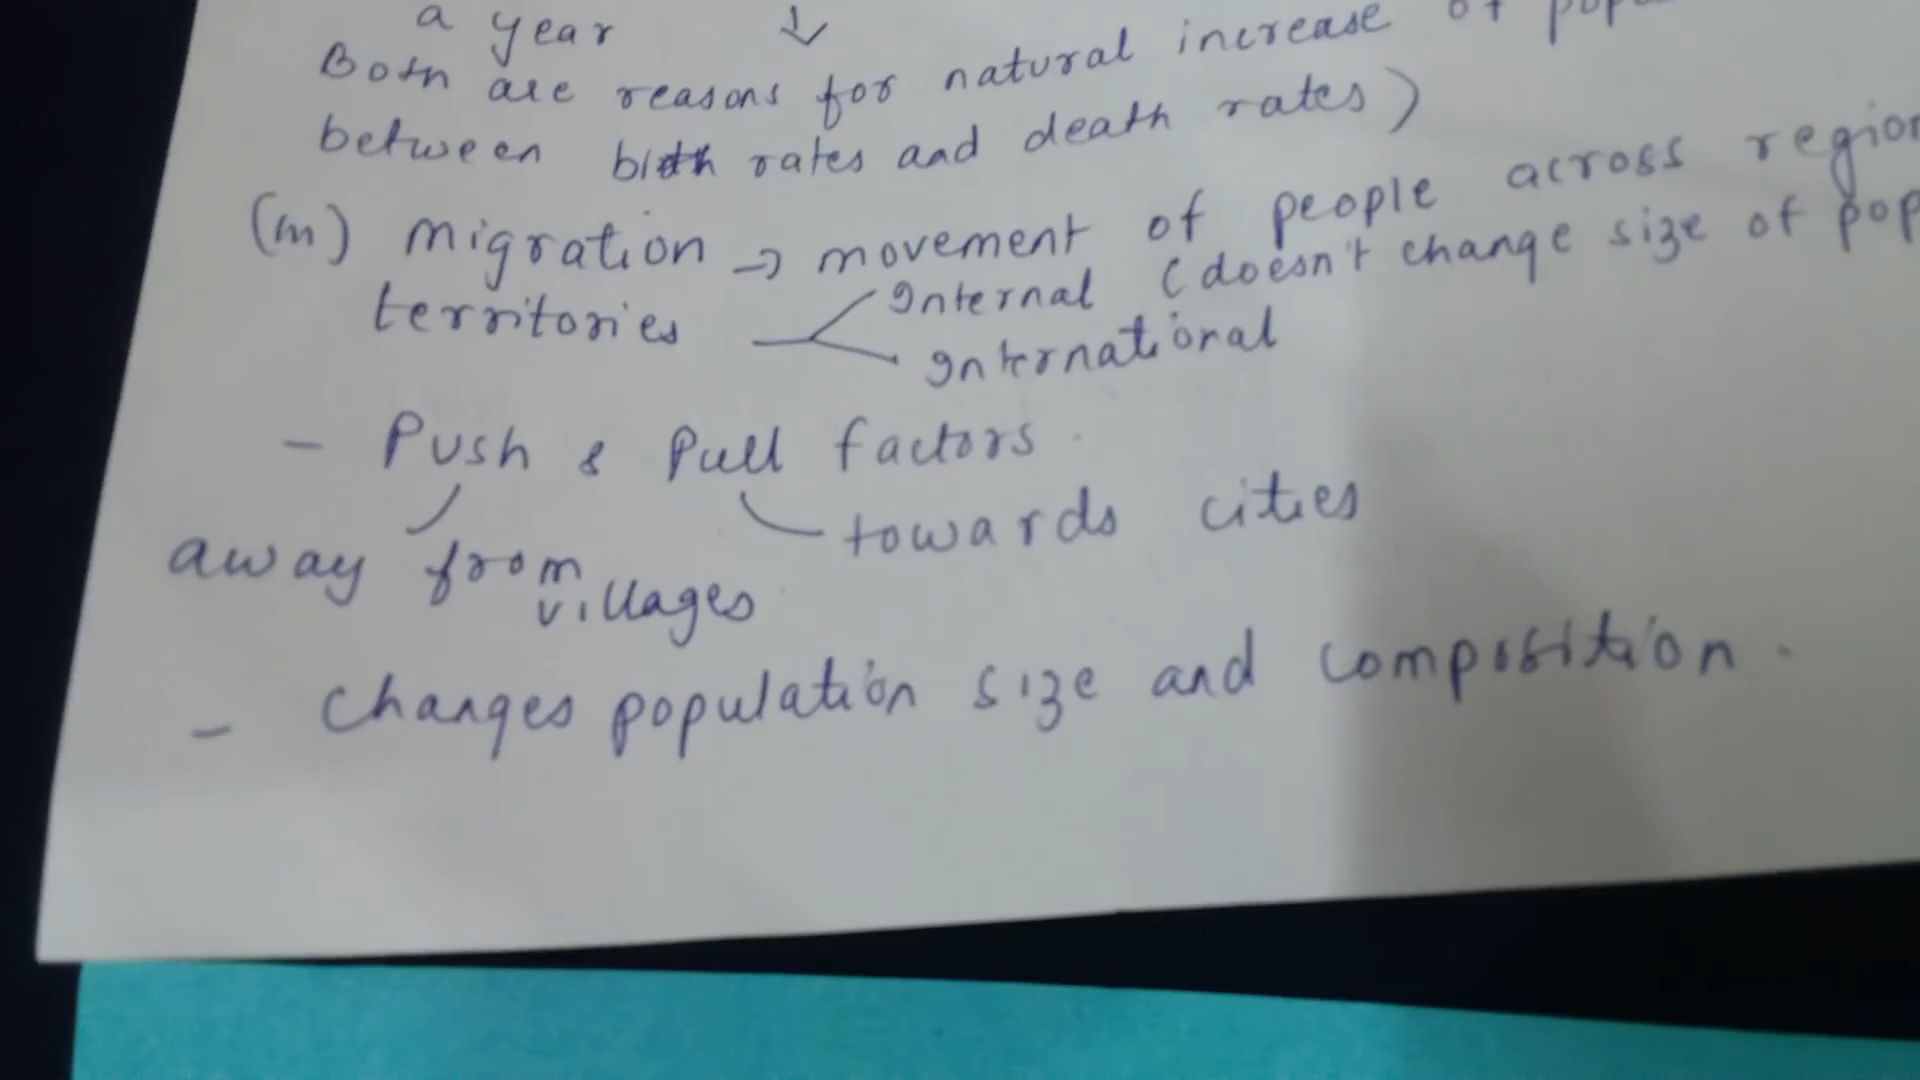 a year ↓
Both are reasons for natural increase of
between birth rates and death rates)
(m) migration → movement of people across
territories Internal (doesn't change size of
International
- Push & Pull factors
away from towards cities
villages
- Changes population size and composition.